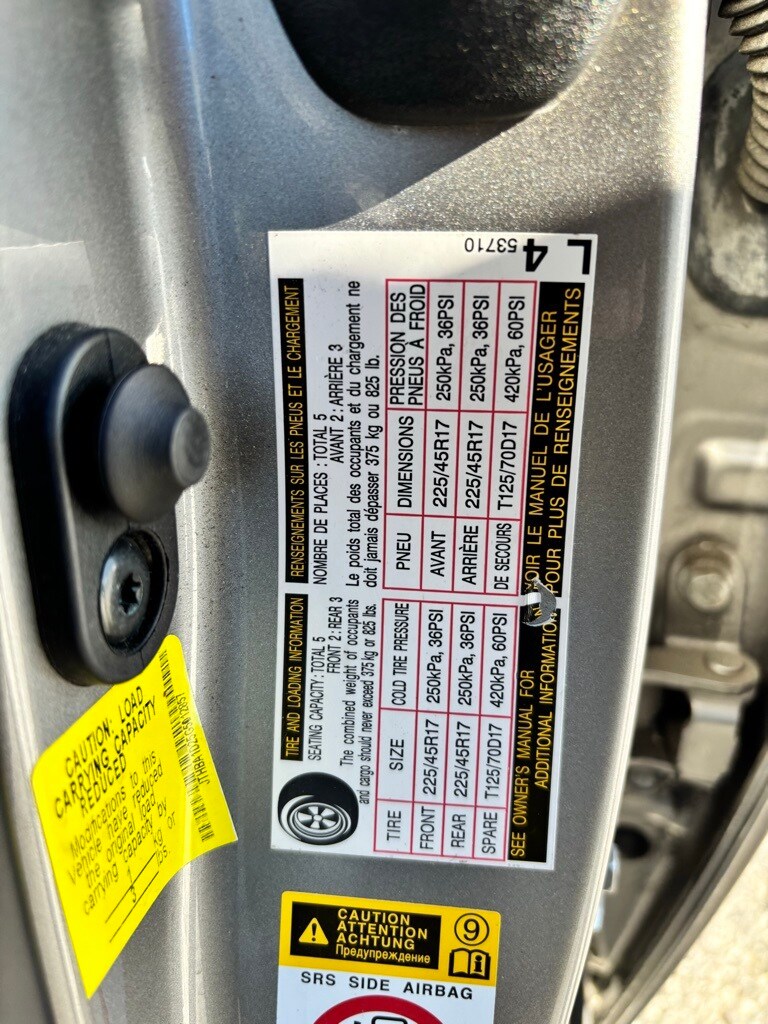 TIRE AND LOADING INFORMATION
SEATING CAPACITY: TOTAL 5
FRONT 2: REAR 3
The combined weight of occupants
and cargo should never exceed 375 kg or 825 lbs.
TIRE SIZE COLD TIRE PRESSURE
FRONT 225/45R17 250kPa, 36PSI
REAR 225/45R17 250kPa, 36PSI
SPARE T125/70D17 420kPa, 60PSI
SEE OWNER'S MANUAL FOR
ADDITIONAL INFORMATION
RENSEIGNEMENTS SUR LES PNEUS ET LE CHARGEMENT
NOMBRE DE PLACES : TOTAL 5
AVANT 2 : ARRIÈRE 3
Le poids total des occupants et du chargement ne
doit jamais dépasser 375 kg ou 825 lb.
PNEU DIMENSIONS PRESSION DES
PNEUS À FROID
AVANT 225/45R17 250kPa, 36PSI
ARRIÈRE 225/45R17 250kPa, 36PSI
DE SECOURS T125/70D17 420kPa, 60PSI
LE MANUEL DE L'USAGER
POUR PLUS DE RENSEIGNEMENTS
53710
L4
CAUTION: LOAD
CARRYING CAPACITY
REDUCED
Modifications to this
Vehicle have reduced
the original load
carrying capacity by
kg or
lbs.
CAUTION
ATTENTION
ACHTUNG
Предупреждение
9
SRS SIDE AIRBAG